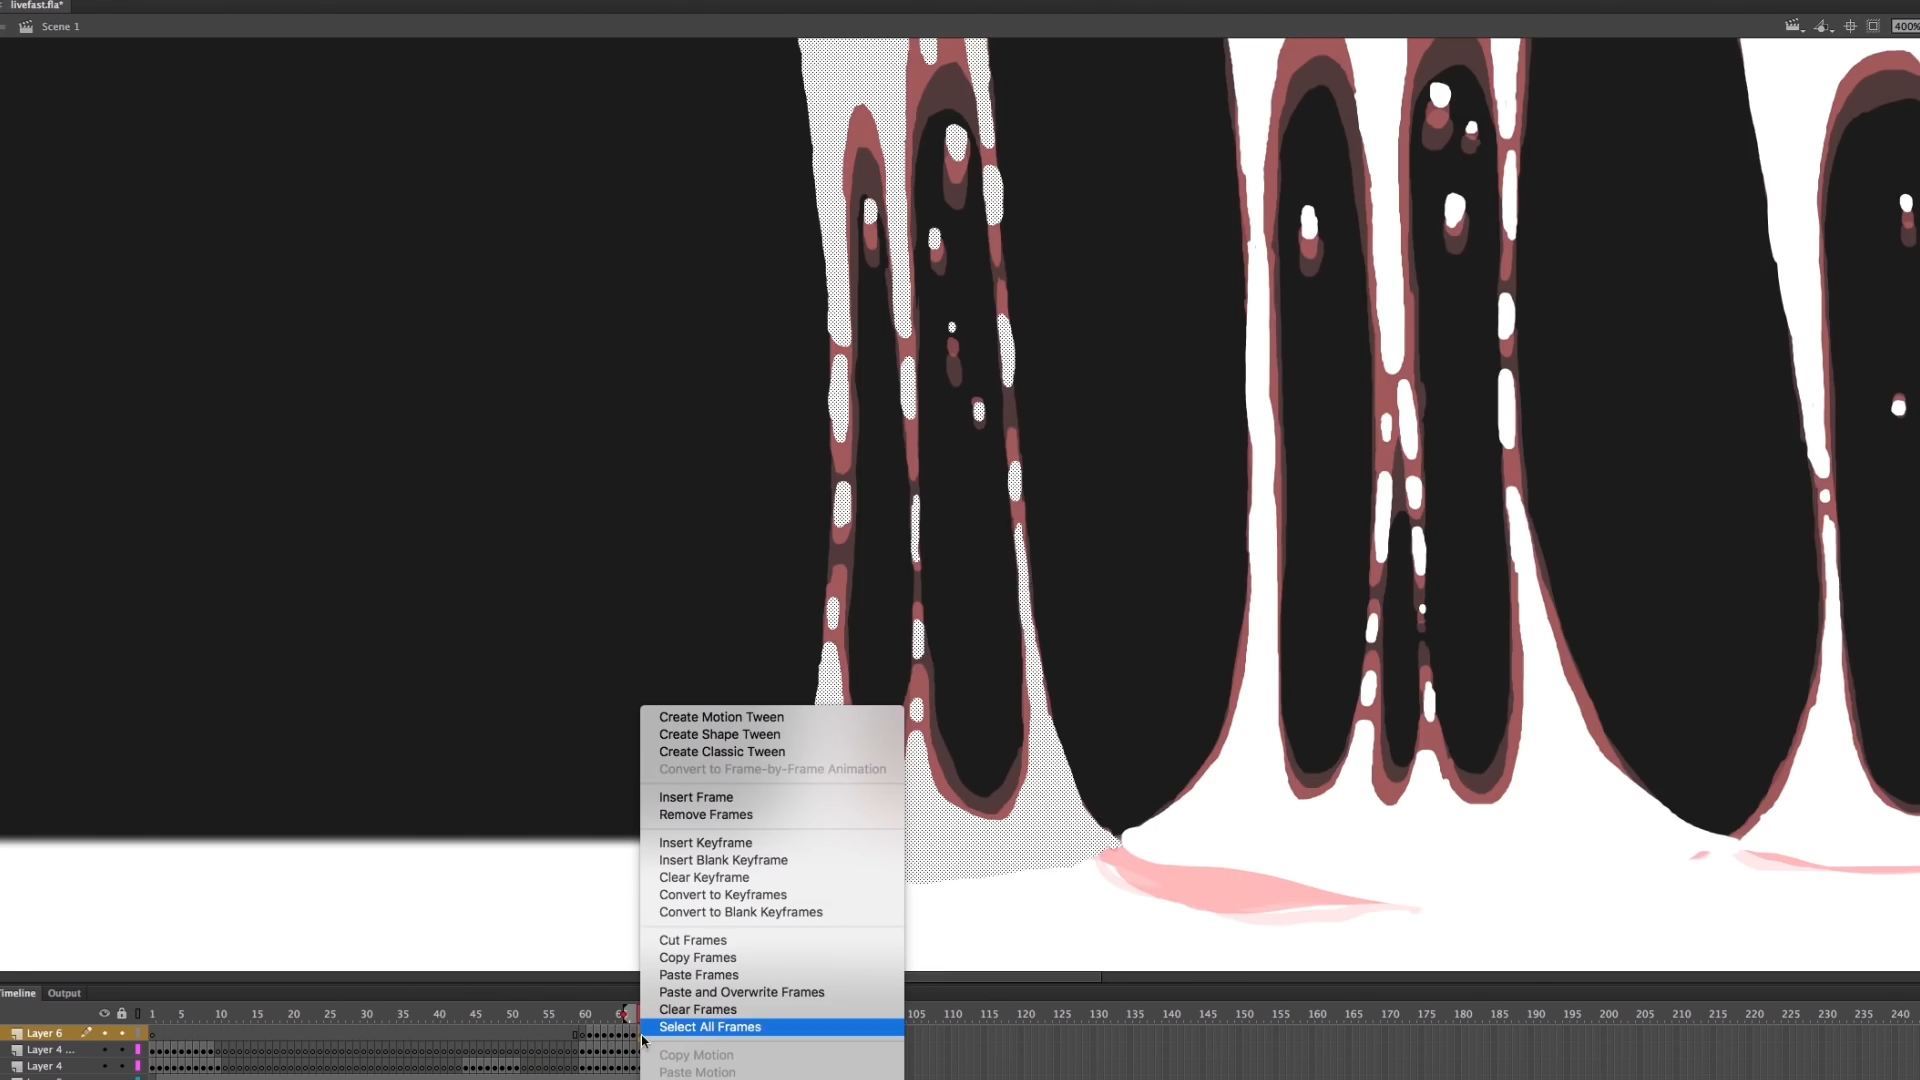 livefast.fla*
Scene 1
400%
Create Motion Tween
Create Shape Tween
Create Classic Tween
Convert to Frame-by-Frame Animation
Insert Frame
Remove Frames
Insert Keyframe
Insert Blank Keyframe
Clear Keyframe
Convert to Keyframes
Convert to Blank Keyframes
Cut Frames
Copy Frames
Paste Frames
Paste and Overwrite Frames
Clear Frames
Select All Frames
Copy Motion
Paste Motion
Timeline Output
1 5 10 15 20 25 30 35 40 45 50 55 60 105 110 115 120 125 130 135 140 145 150 155 160 165 170 175 180 185 190 195 200 205 210 215 220 225 230 235 240
Layer 6
Layer 4 ...
Layer 4